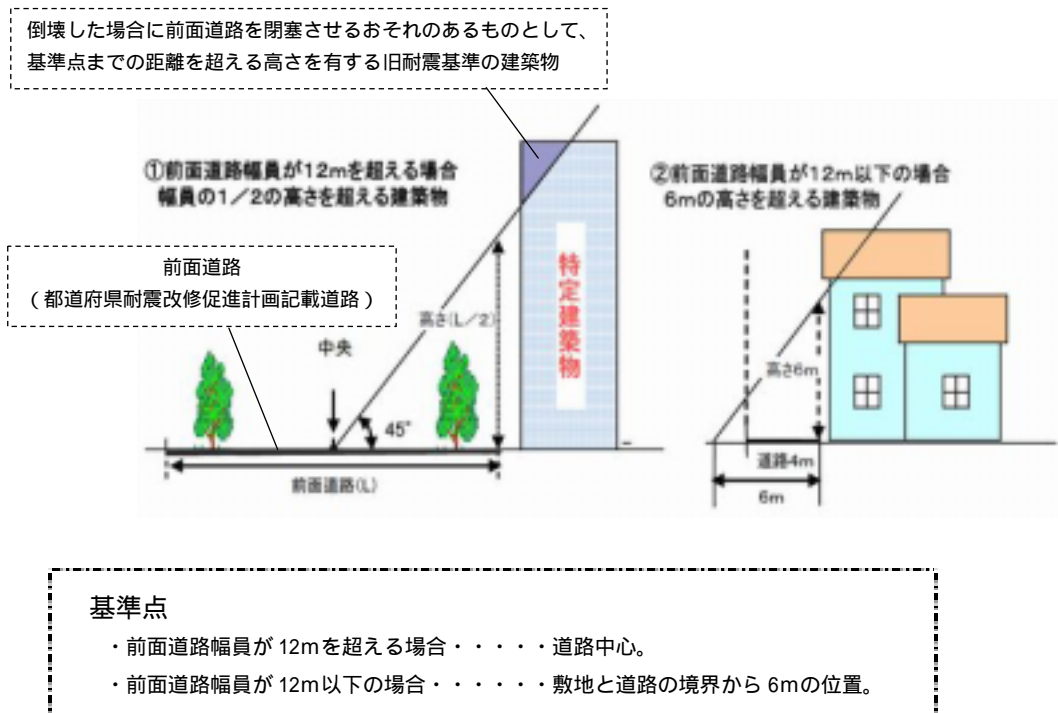 倒壊した場合に前面道路を閉塞させるおそれのあるものとして、
基準点までの距離を超える高さを有する旧耐震基準の建築物
①前面道路幅員が12mを超える場合
幅員の1／2の高さを超える建築物
②前面道路幅員が12m以下の場合
6mの高さを超える建築物
前面道路
（都道府県耐震改修促進計画記載道路）
特定建築物
高さ(L／2)
中央
45°
前面道路(L)
高さ6m
道路4m
6m
基準点
・前面道路幅員が 12mを超える場合・・・・・道路中心。
・前面道路幅員が 12m以下の場合・・・・・・敷地と道路の境界から 6mの位置。